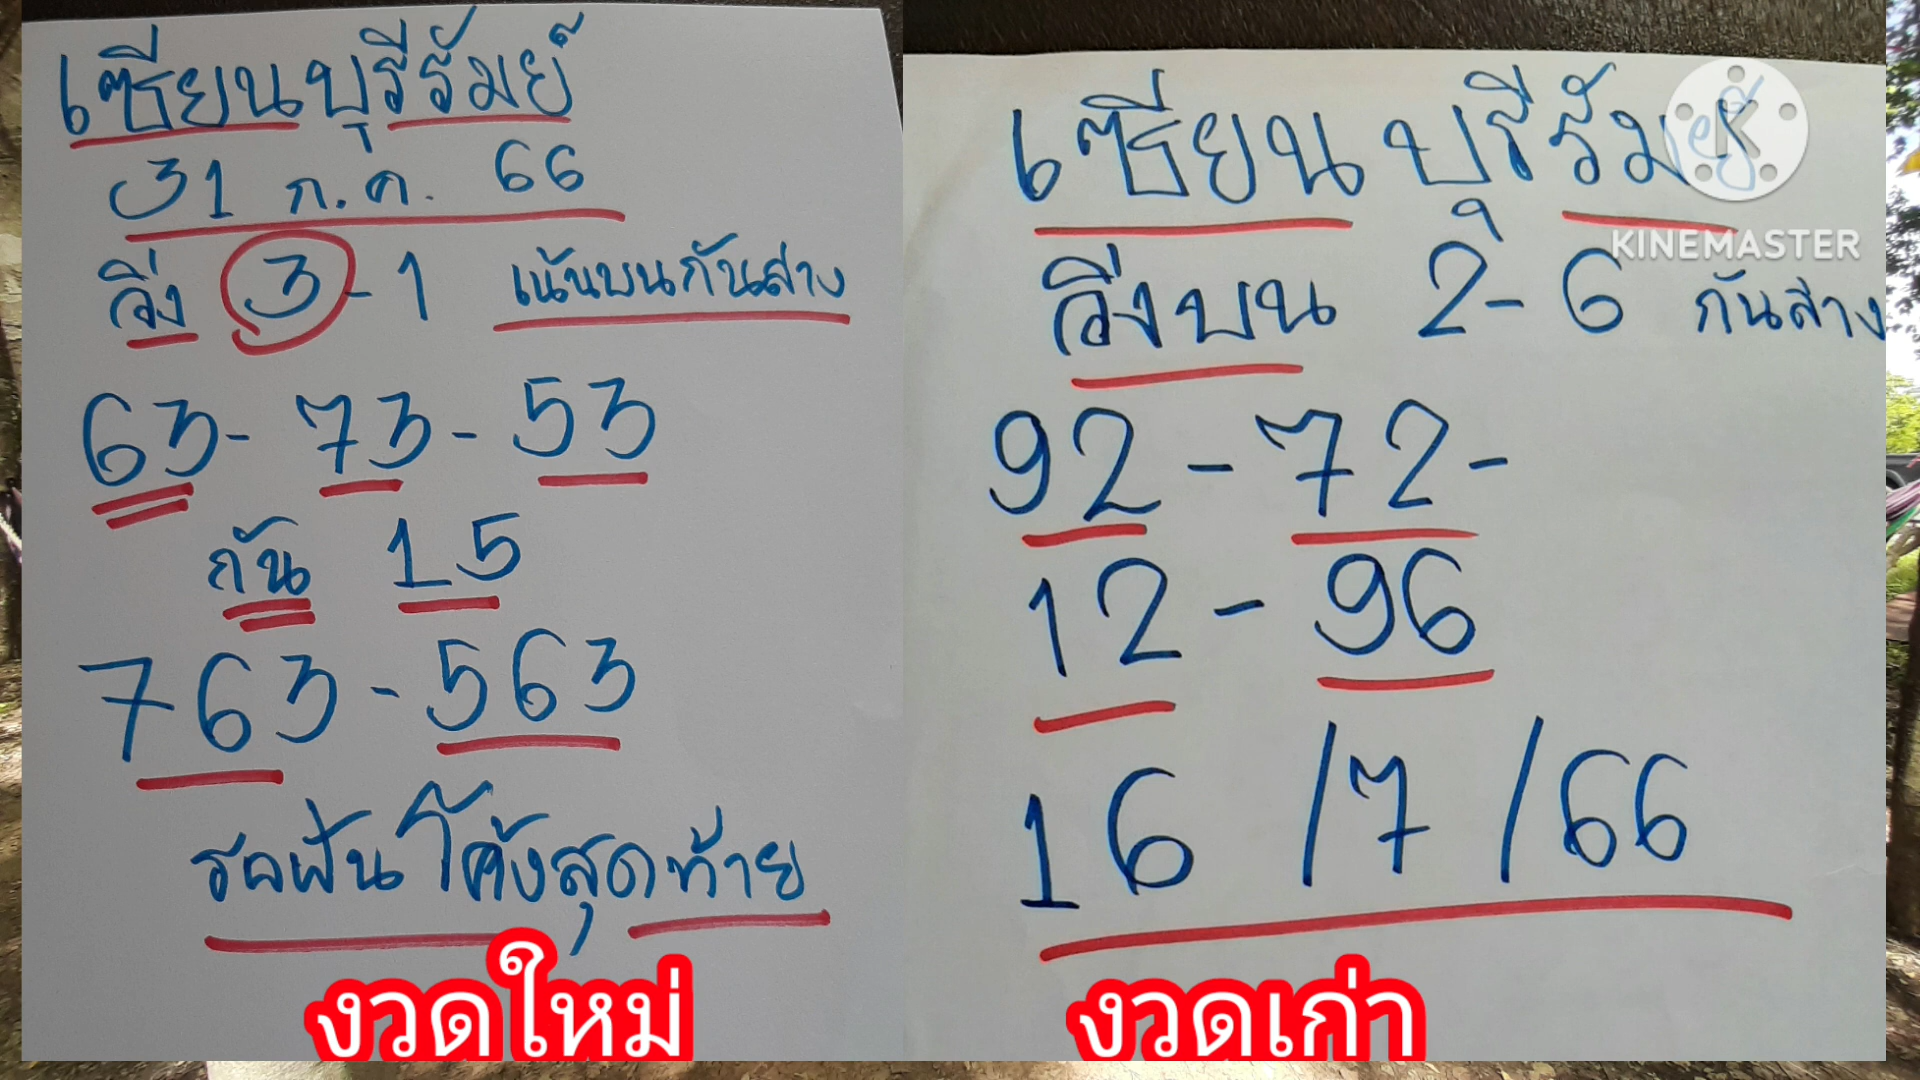 เซียนบุรีรัมย์
31 ก.ค. 66
วิ่ง 3-1 เน้นบนกันล่าง
63- 73- 53
กัน 15
763-563
รถฝันโค้งสุดท้าย
งวดใหม่
เซียนบุรีรัมย์
KINEMASTER
วิ่งบน 2-6 กันล่าง
92-72-
12-96
16/7/66
งวดเก่า